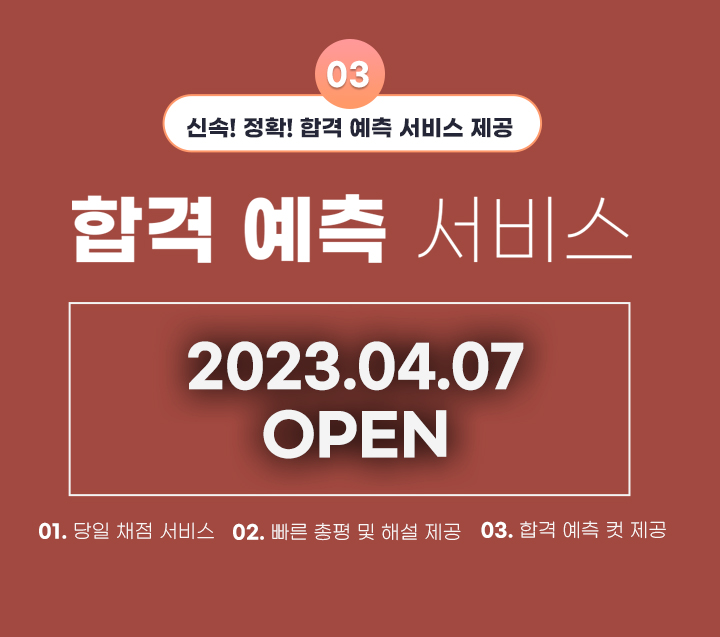 03
신속! 정확! 합격 예측 서비스 제공
합격 예측 서비스
2023.04.07
OPEN
01. 당일 채점 서비스 02. 빠른 총평 및 해설 제공 03. 합격 예측 컷 제공